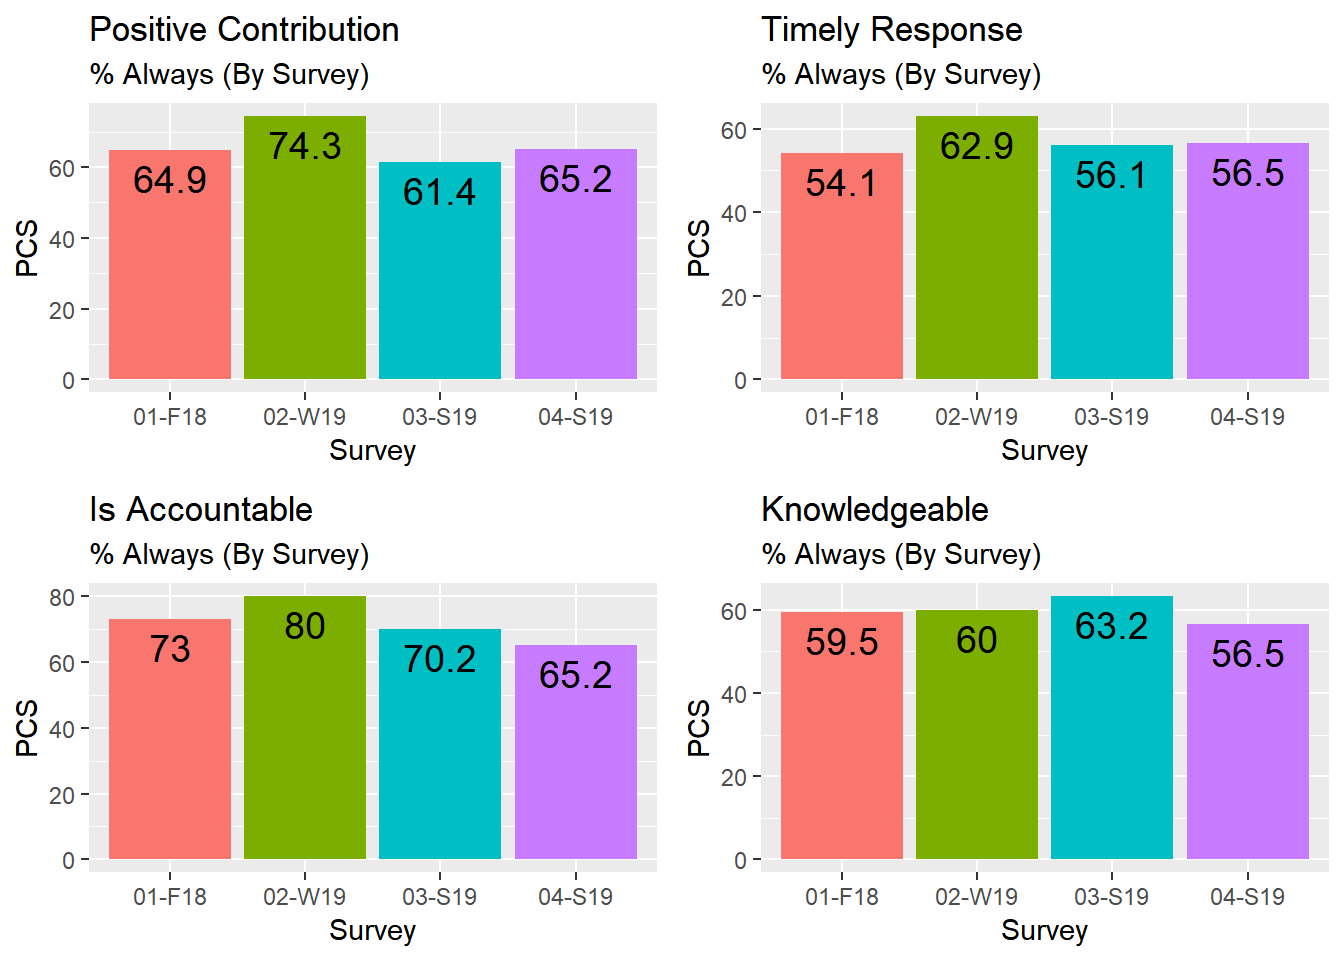 Positive Contribution
% Always (By Survey)
PCS
60
40
20
0
64.9
74.3
61.4
65.2
01-F18 02-W19 03-S19 04-S19
Survey
Timely Response
% Always (By Survey)
PCS
60
40
20
0
54.1
62.9
56.1
56.5
01-F18 02-W19 03-S19 04-S19
Survey
Is Accountable
% Always (By Survey)
PCS
80
60
40
20
0
73
80
70.2
65.2
01-F18 02-W19 03-S19 04-S19
Survey
Knowledgeable
% Always (By Survey)
PCS
60
40
20
0
59.5
60
63.2
56.5
01-F18 02-W19 03-S19 04-S19
Survey